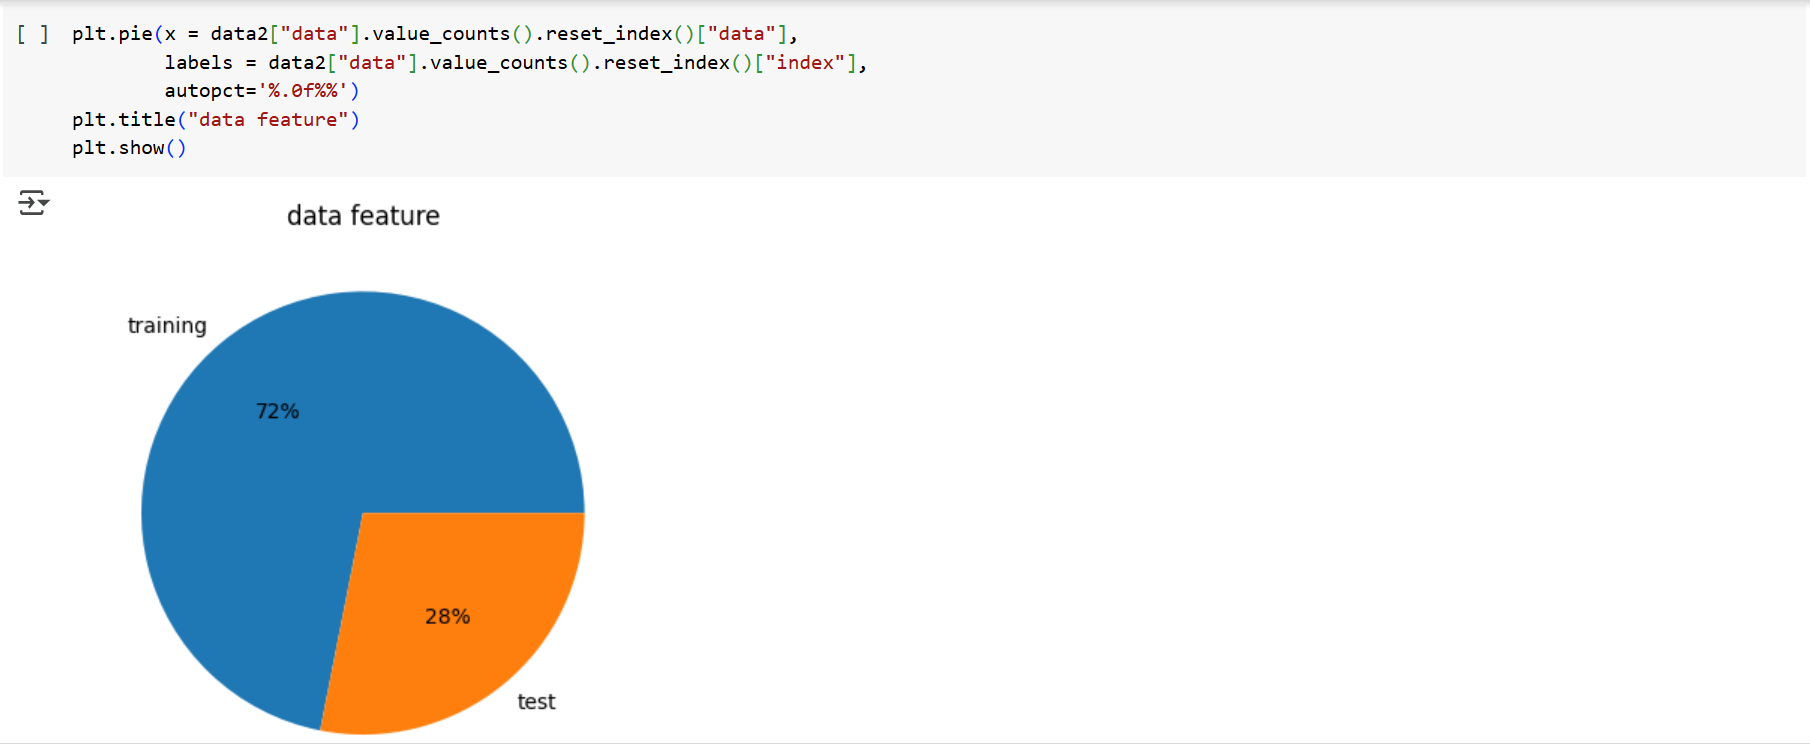 [ ] plt.pie(x = data2["data"].value_counts().reset_index()["data"],
labels = data2["data"].value_counts().reset_index()["index"],
autopct='%.0f%%')
plt.title("data feature")
plt.show()
data feature
training
72%
28%
test